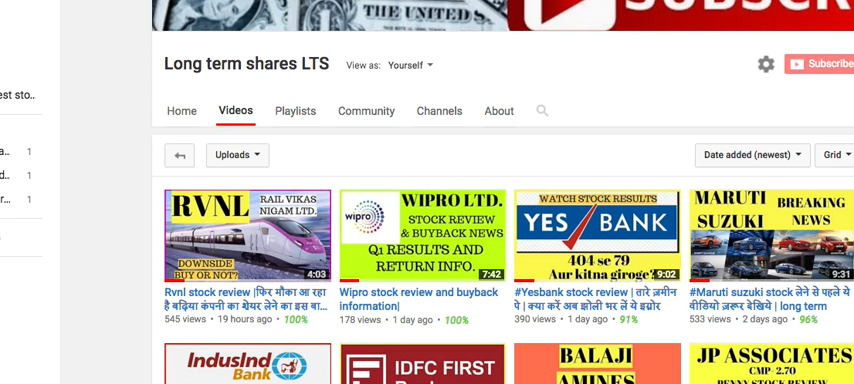 THE UNITED S
SUBSCR
Long term shares LTS
View as: Yourself
Subscribe
est sto..
Home
Videos
Playlists
Community
Channels
About
a.. 1
d.. 1
r... 1
Uploads
Date added (newest)
Grid
RVNL
RAIL VIKAS
NIGAM LTD.
DOWNSIDE
BUY OR NOT?
4:03
wipro
WIPRO LTD.
STOCK REVIEW
& BUYBACK NEWS
Q1 RESULTS AND
RETURN INFO.
7:42
WATCH STOCK RESULTS
YES BANK
404 se 79
Aur kitna giroge?
9:02
MARUTI
SUZUKI
BREAKING
NEWS
9:31
Rvnl stock review |फिर मौका आ रहा
है बढ़िया कंपनी का शेयर लेने का इस बा...
545 views • 19 hours ago • 100%
Wipro stock review and buyback
information|
178 views • 1 day ago • 100%
#Yesbank stock review | तारे ज़मीन
पे | क्या करें अब झोली भर लें ये इग्नोर
390 views • 1 day ago • 91%
#Maruti suzuki stock लेने से पहले ये
वीडियो ज़रूर देखिये | long term
533 views • 2 days ago • 96%
IndusInd
Bank
IDFC FIRST
BALAJI
AMINES
JP ASSOCIATES
CMP- 2.70
PENNY STOCK REVIEW